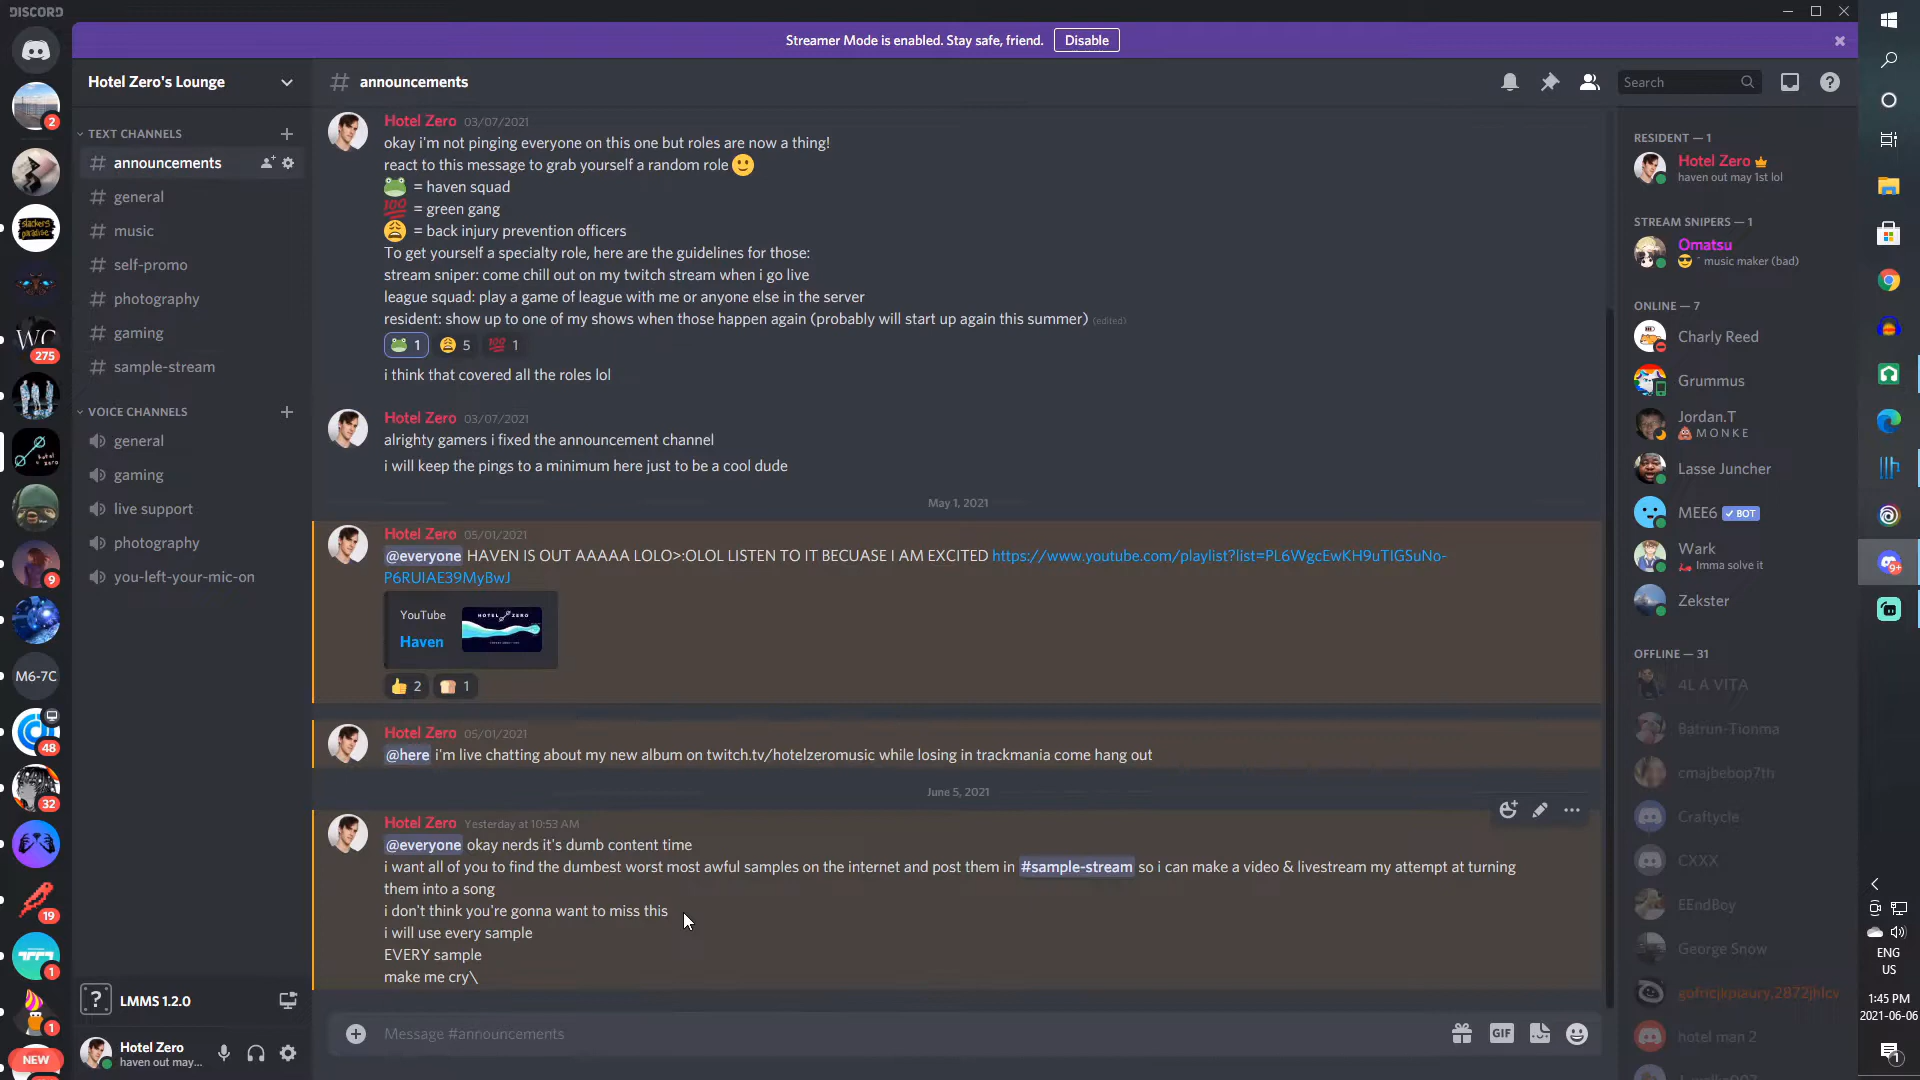 DISCORD
Streamer Mode is enabled. Stay safe, friend. Disable
Hotel Zero's Lounge
# announcements
Search
TEXT CHANNELS
# announcements
# general
# music
# self-promo
# photography
# gaming
# sample-stream
VOICE CHANNELS
general
gaming
live support
photography
you-left-your-mic-on
2
WC
275
9
M6-7C
48
32
19
1
1
NEW
? LMMS 1.2.0
Hotel Zero
haven out may...
Hotel Zero 03/07/2021
okay i'm not pinging everyone on this one but roles are now a thing!
react to this message to grab yourself a random role
= haven squad
100 = green gang
= back injury prevention officers
To get yourself a specialty role, here are the guidelines for those:
stream sniper: come chill out on my twitch stream when i go live
league squad: play a game of league with me or anyone else in the server
resident: show up to one of my shows when those happen again (probably will start up again this summer) (edited)
1 5 100 1
i think that covered all the roles lol
Hotel Zero 03/07/2021
alrighty gamers i fixed the announcement channel
i will keep the pings to a minimum here just to be a cool dude
May 1, 2021
Hotel Zero 05/01/2021
@everyone HAVEN IS OUT AAAAA LOLO>:OLOL LISTEN TO IT BECUASE I AM EXCITED https://www.youtube.com/playlist?list=PL6WgcEwKH9uTIGSuNo-
P6RUIAE39MyBwJ
YouTube
Haven
HOTEL ZERO
2 1
Hotel Zero 05/01/2021
@here i'm live chatting about my new album on twitch.tv/hotelzeromusic while losing in trackmania come hang out
June 5, 2021
Hotel Zero Yesterday at 10:53 AM
@everyone okay nerds it's dumb content time
i want all of you to find the dumbest worst most awful samples on the internet and post them in #sample-stream so i can make a video & livestream my attempt at turning
them into a song
i don't think you're gonna want to miss this
i will use every sample
EVERY sample
make me cry\
Message #announcements
GIF
RESIDENT — 1
Hotel Zero
haven out may 1st lol
STREAM SNIPERS — 1
Omatsu
music maker (bad)
ONLINE — 7
Charly Reed
Grummus
Jordan.T
M O N K E
Lasse Juncher
MEE6 ✓ BOT
Wark
Imma solve it
Zekster
OFFLINE — 31
4L A VITA
Batrun-Tionma
cmajbebop7th
Craftycle
CXXX
EEndBoy
George Snow
hotel man 2
9+
ENG
US
1:45 PM
2021-06-06
1